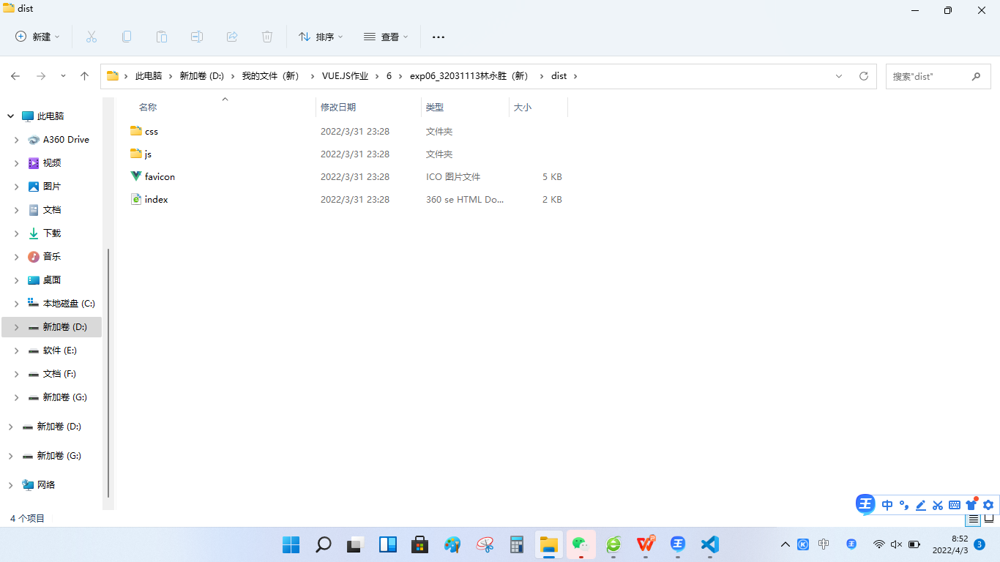 dist
新建 排序 查看
此电脑 新加卷 (D:) 我的文件（新） VUE.JS作业 6 exp06_32031113林永胜（新） dist 搜索"dist"
名称 修改日期 类型 大小
css 2022/3/31 23:28 文件夹
js 2022/3/31 23:28 文件夹
favicon 2022/3/31 23:28 ICO 图片文件 5 KB
index 2022/3/31 23:28 360 se HTML Do... 2 KB
此电脑
A360 Drive
视频
图片
文档
下载
音乐
桌面
本地磁盘 (C:)
新加卷 (D:)
软件 (E:)
文档 (F:)
新加卷 (G:)
新加卷 (D:)
新加卷 (G:)
网络
王 中
4 个项目
中 王 8:52
2022/4/3 3